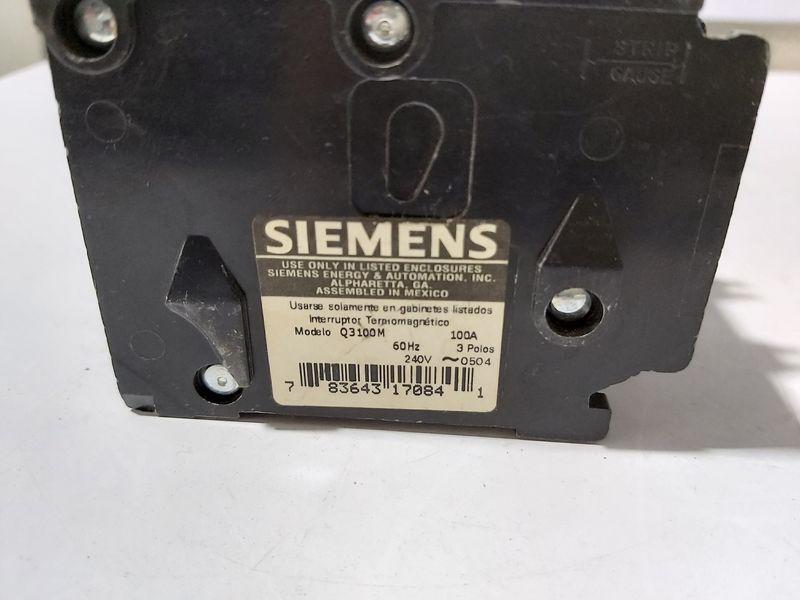 STRIP
GAUGE
SIEMENS
USE ONLY IN LISTED ENCLOSURES
SIEMENS ENERGY & AUTOMATION, INC.
ALPHARETTA, GA.
ASSEMBLED IN MEXICO
Usarse solamente en gabinetes listados
Interruptor Termomagnético
Modelo Q3100M 100A
60Hz 3 Polos
240V ~0504
7 83643 17084 1